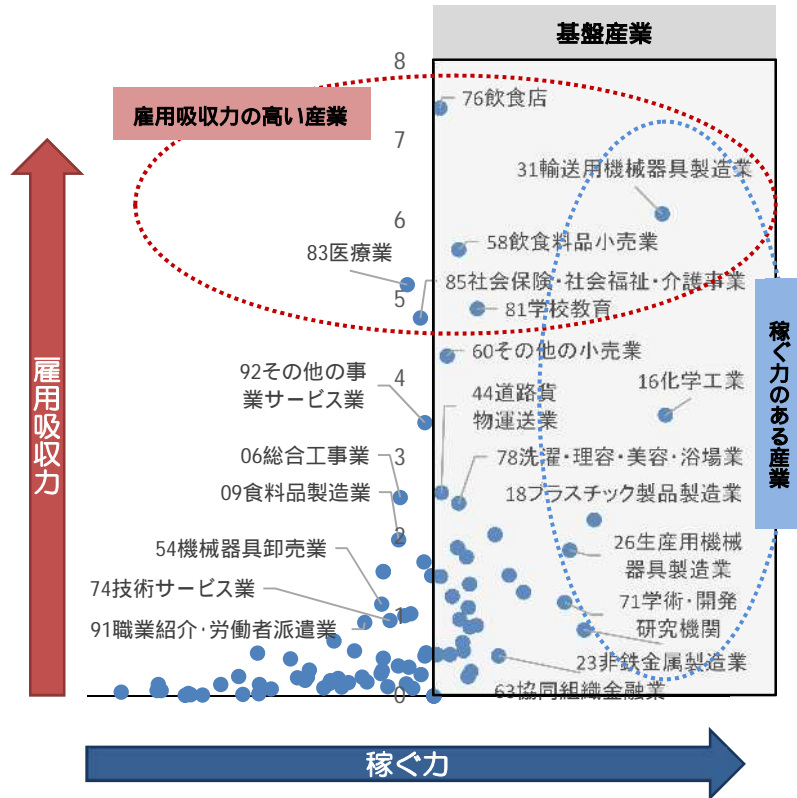 基盤産業
8
76飲食店
雇用吸収力の高い産業
7
31輸送用機械器具製造業
6
58飲食料品小売業
83医療業
85社会保険・社会福祉・介護事業
5
81学校教育
稼ぐ力のある産業
60その他の小売業
92その他の事
業サービス業
4
16化学工業
44道路貨
物運送業
雇用吸収力
06総合工事業
3
78洗濯・理容・美容・浴場業
09食料品製造業
18プラスチック製品製造業
2
54機械器具卸売業
26生産用機械
器具製造業
74技術サービス業
1
71学術・開発
研究機関
91職業紹介・労働者派遣業
23非鉄金属製造業
0
63協同組織金融業
稼ぐ力